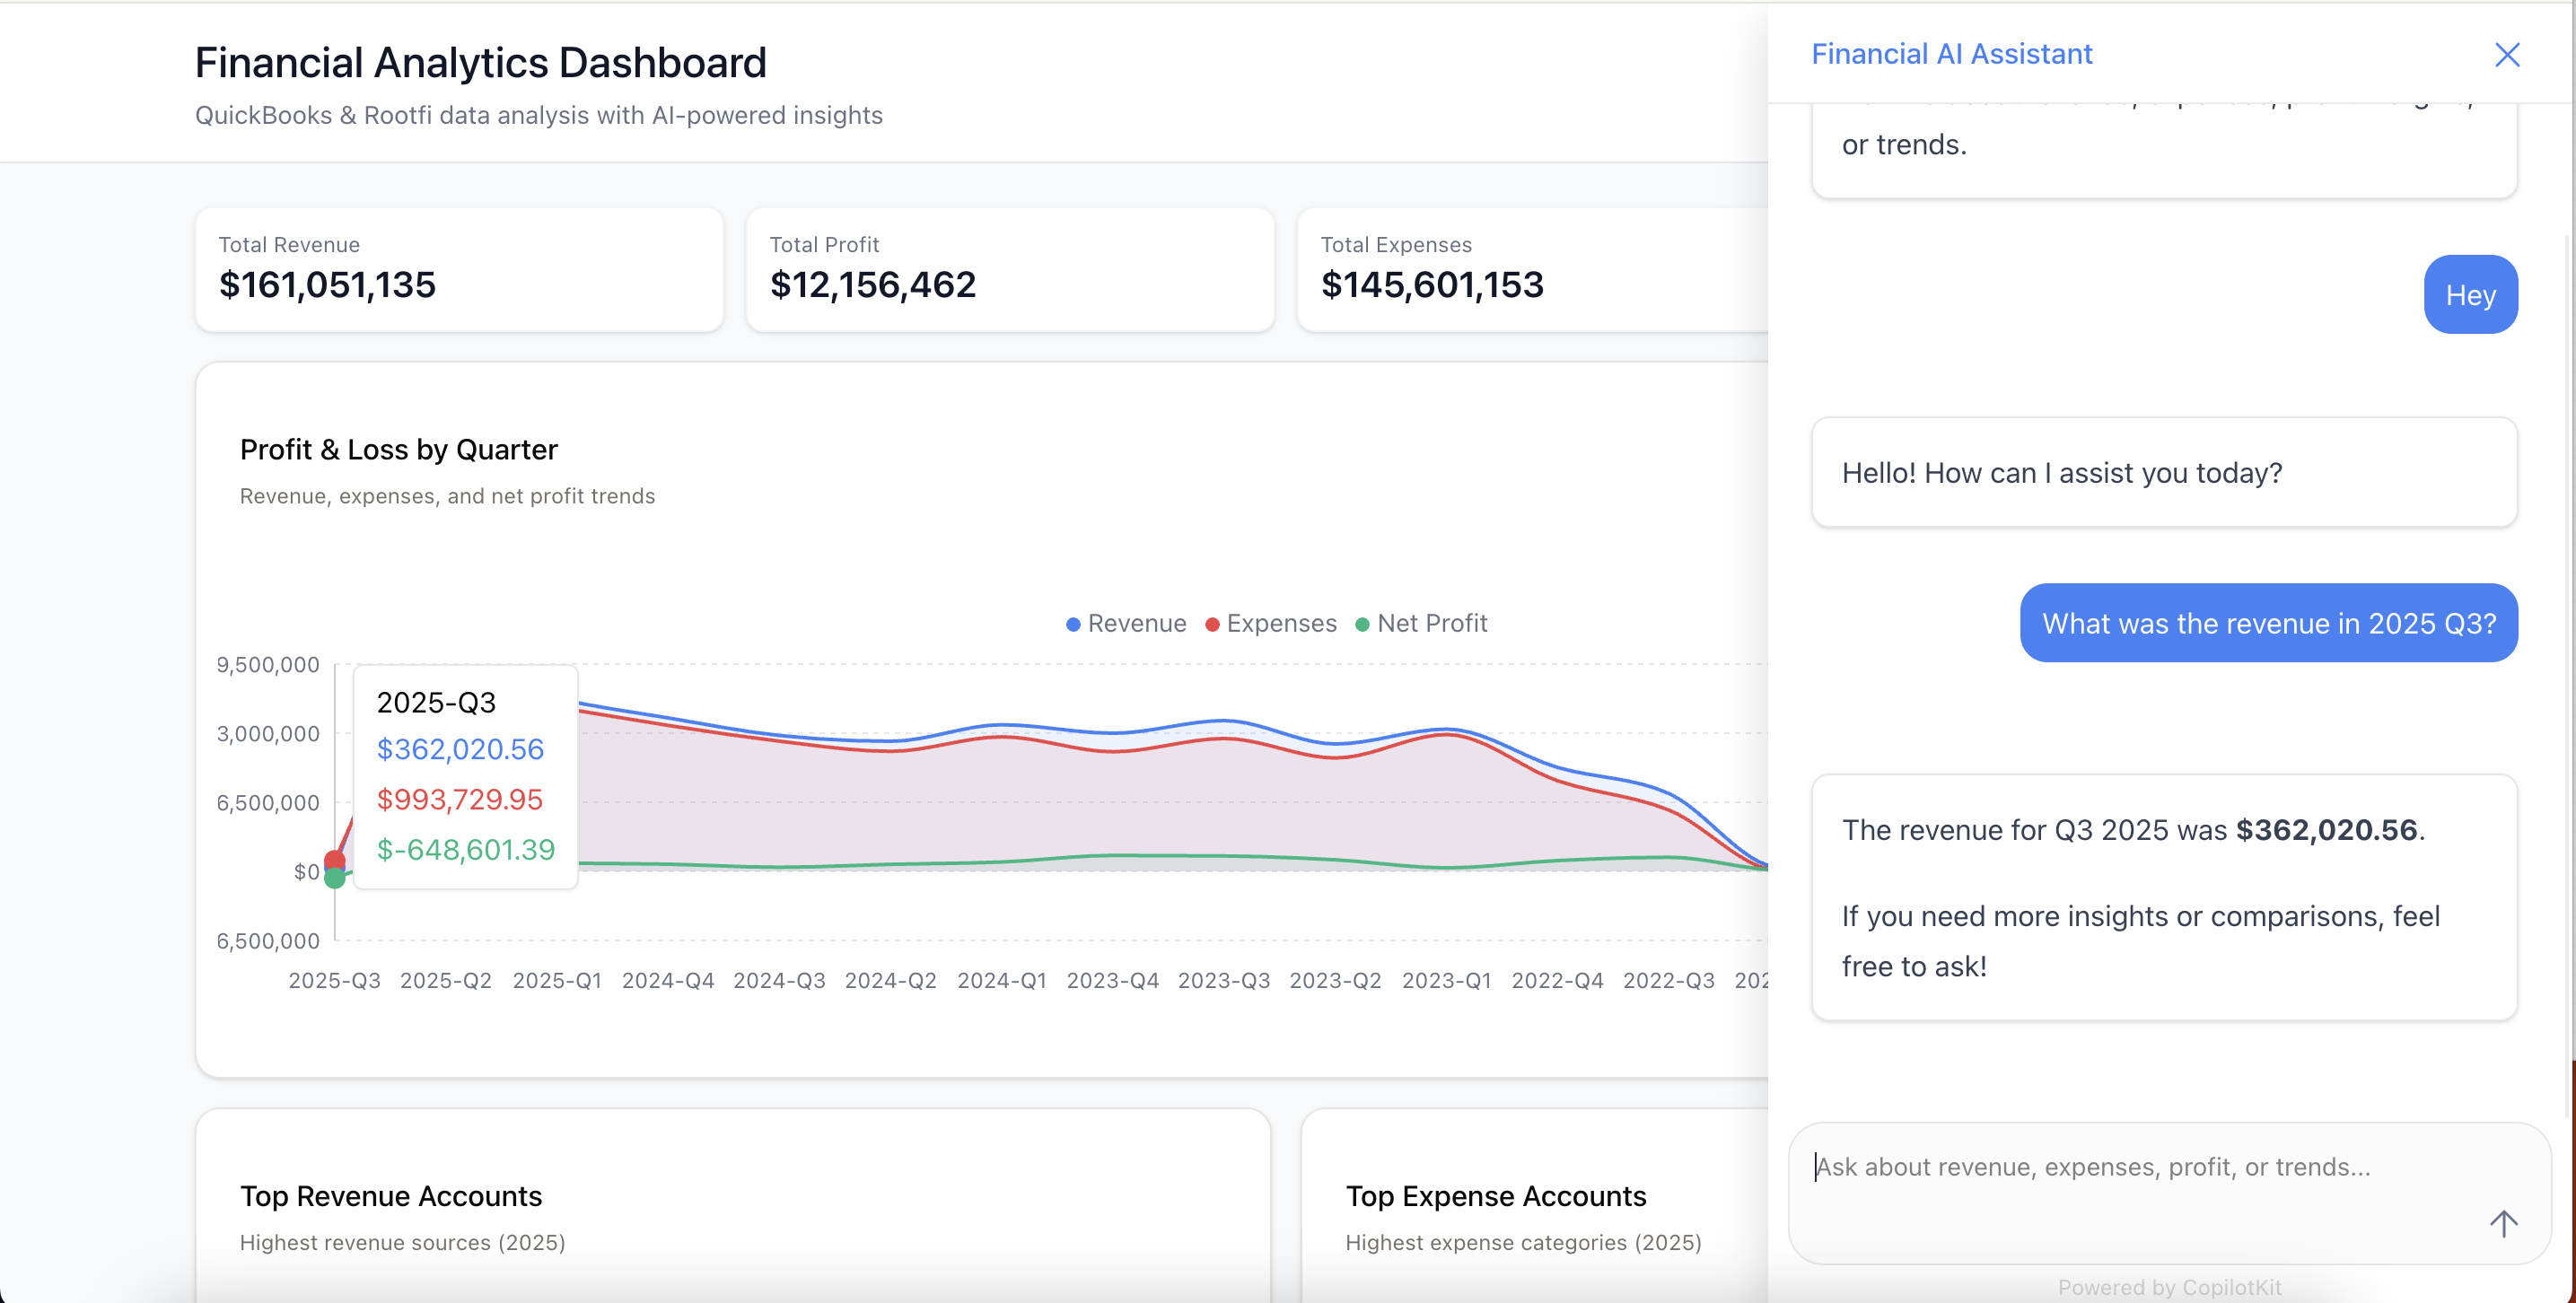 Financial Analytics Dashboard
QuickBooks & Rootfi data analysis with AI-powered insights
Total Revenue
$161,051,135
Total Profit
$12,156,462
Total Expenses
$145,601,153
Profit & Loss by Quarter
Revenue, expenses, and net profit trends
Revenue Expenses Net Profit
9,500,000
3,000,000
6,500,000
$0
6,500,000
2025-Q3
$362,020.56
$993,729.95
$-648,601.39
2025-Q3 2025-Q2 2025-Q1 2024-Q4 2024-Q3 2024-Q2 2024-Q1 2023-Q4 2023-Q3 2023-Q2 2023-Q1 2022-Q4 2022-Q3 202
Top Revenue Accounts
Highest revenue sources (2025)
Top Expense Accounts
Highest expense categories (2025)
Financial AI Assistant
or trends.
Hey
Hello! How can I assist you today?
What was the revenue in 2025 Q3?
The revenue for Q3 2025 was $362,020.56.
If you need more insights or comparisons, feel
free to ask!
Ask about revenue, expenses, profit, or trends...
Powered by CopilotKit